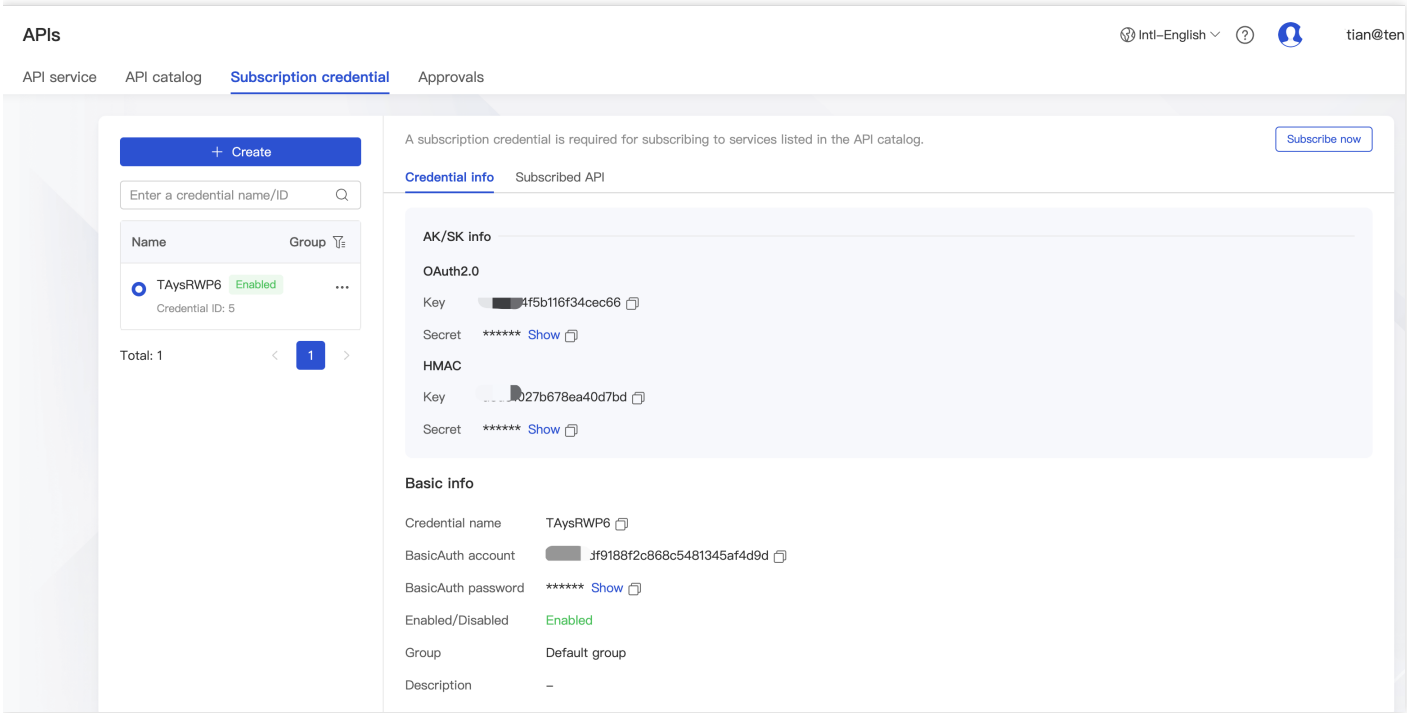 APIs
Intl-English
tian@ten
API service
API catalog
Subscription credential
Approvals
+ Create
Enter a credential name/ID
Name
Group
TAysRWP6
Enabled
Credential ID: 5
Total: 1
< 1 >
A subscription credential is required for subscribing to services listed in the API catalog.
Subscribe now
Credential info
Subscribed API
AK/SK info
OAuth2.0
Key 4f5b116f34cec66
Secret ****** Show
HMAC
Key 027b678ea40d7bd
Secret ****** Show
Basic info
Credential name TAysRWP6
BasicAuth account df9188f2c868c5481345af4d9d
BasicAuth password ****** Show
Enabled/Disabled Enabled
Group Default group
Description –